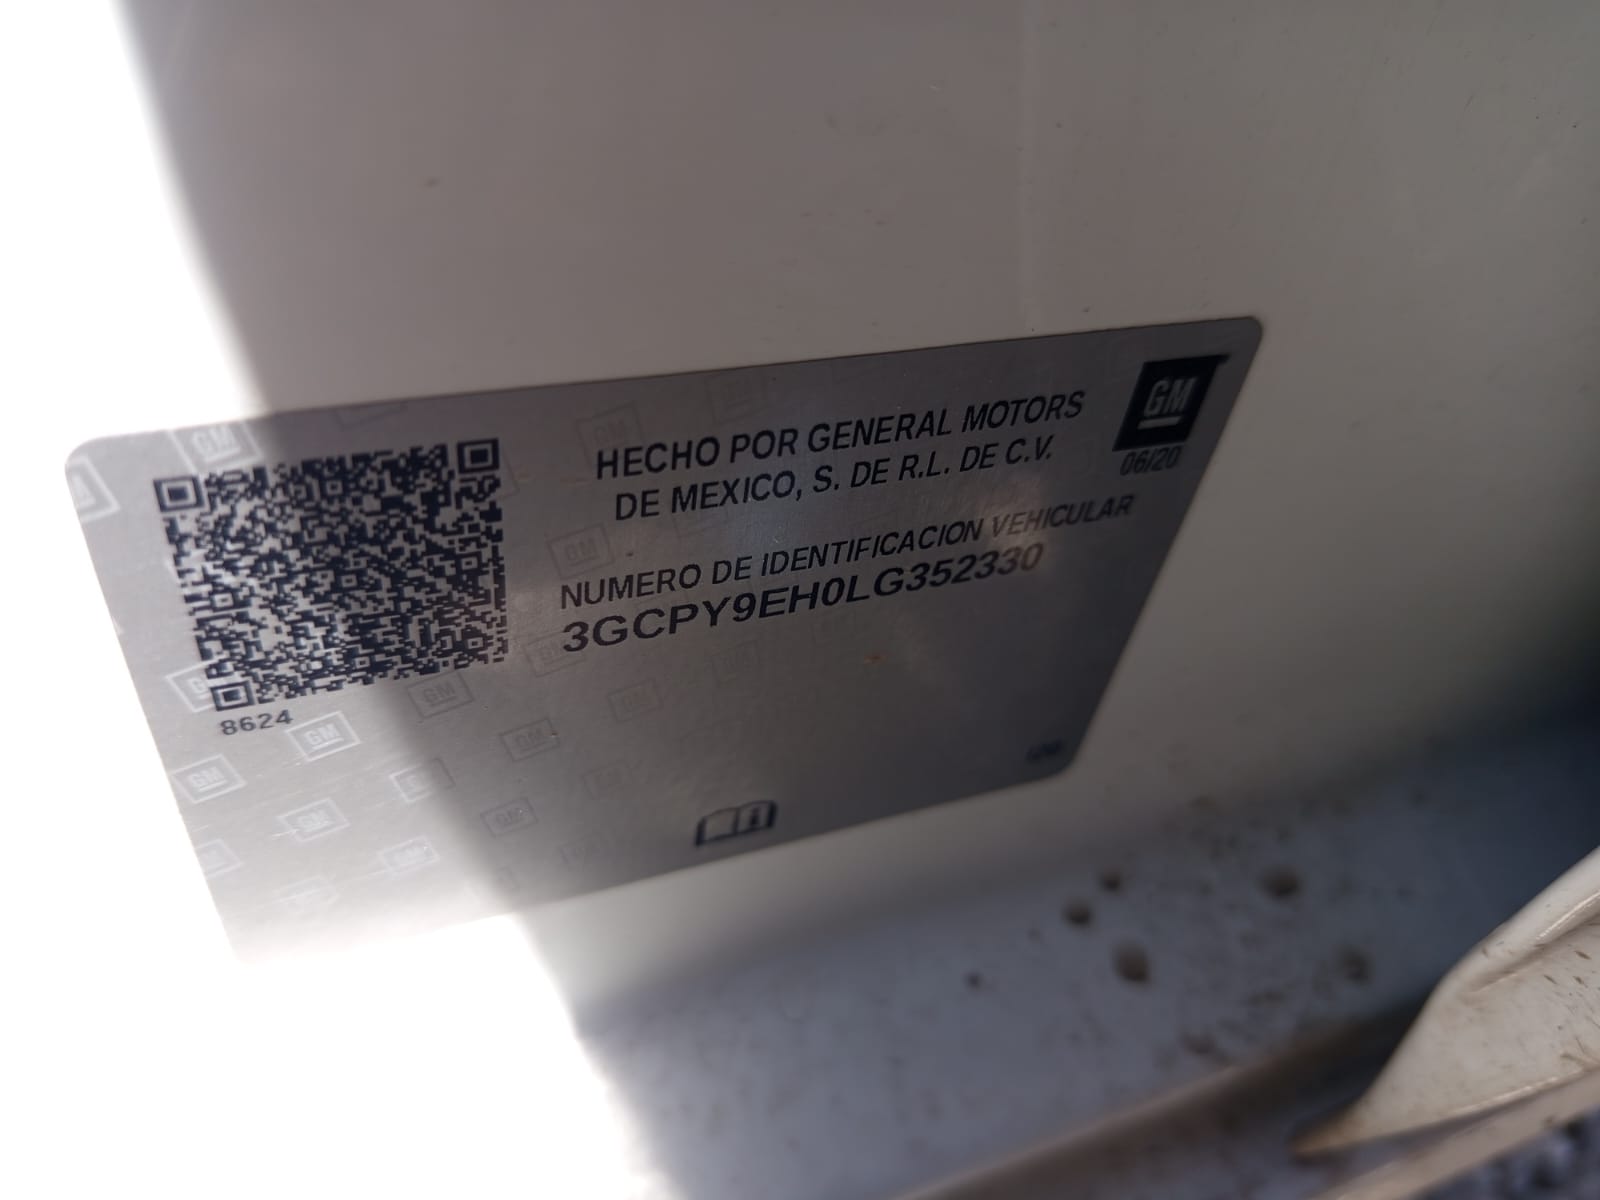 HECHO POR GENERAL MOTORS
DE MEXICO, S. DE R.L. DE C.V.
GM
06/20
NUMERO DE IDENTIFICACION VEHICULAR
3GCPY9EH0LG352330
8624